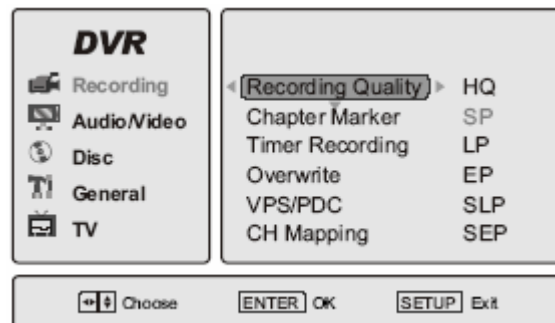 DVR
Recording
Audio/Video
Disc
General
TV
Recording Quality HQ
Chapter Marker SP
Timer Recording LP
Overwrite EP
VPS/PDC SLP
CH Mapping SEP
Choose ENTER OK SETUP Exit